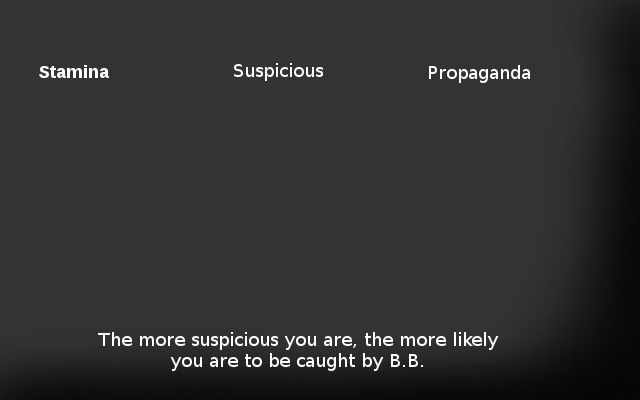 Stamina Suspicious Propaganda
The more suspicious you are, the more likely
you are to be caught by B.B.